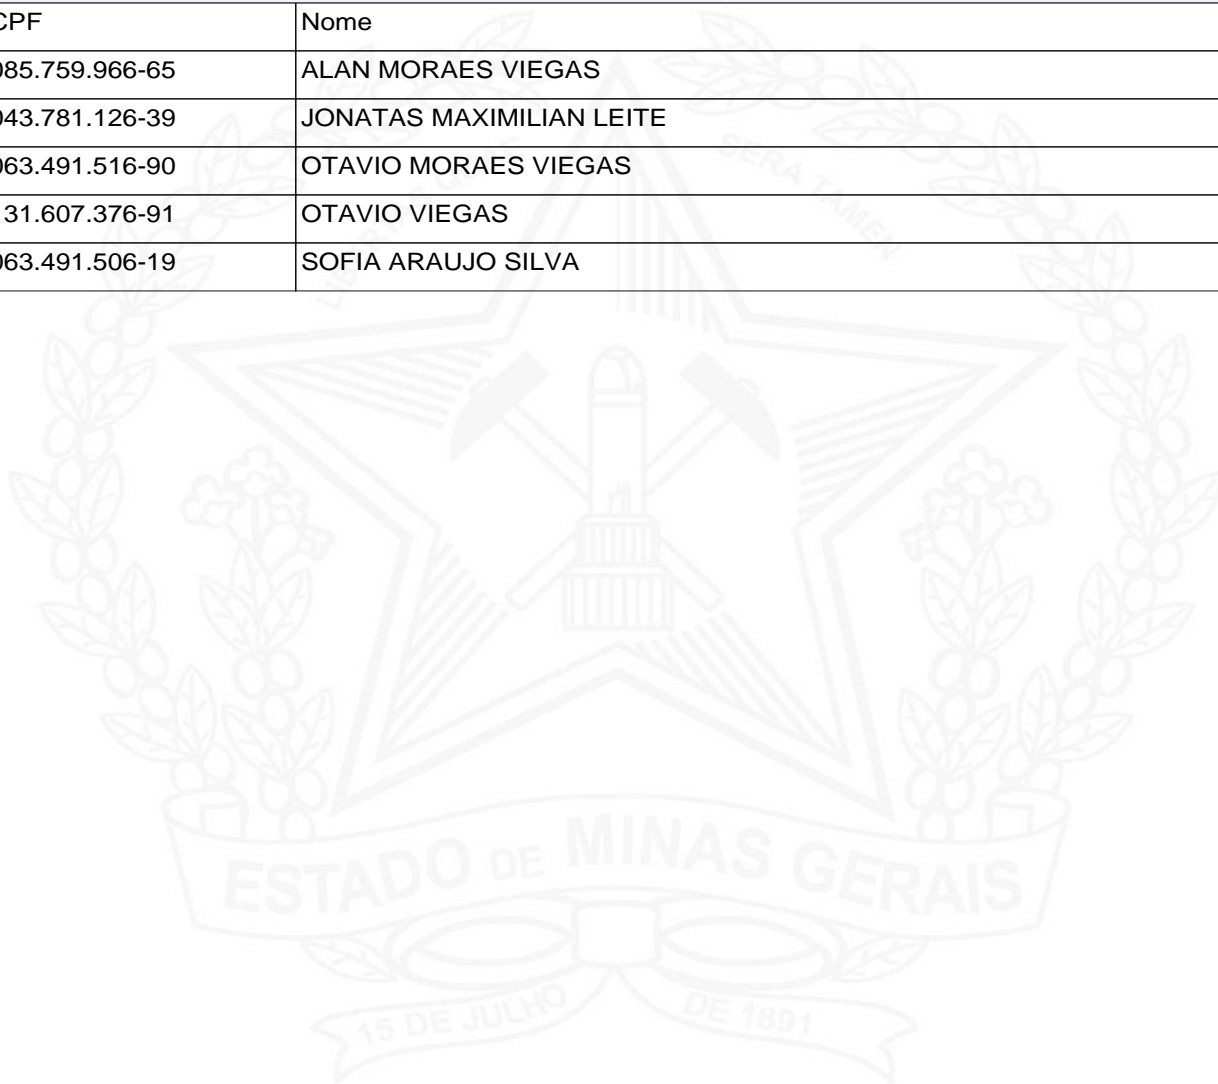 CPF Nome
085.759.966-65 ALAN MORAES VIEGAS
043.781.126-39 JONATAS MAXIMILIAN LEITE
063.491.516-90 OTAVIO MORAES VIEGAS
131.607.376-91 OTAVIO VIEGAS
063.491.506-19 SOFIA ARAUJO SILVA
SERA TAMEN
ESTADO DE MINAS GERAIS
15 DE JULHO DE 1891